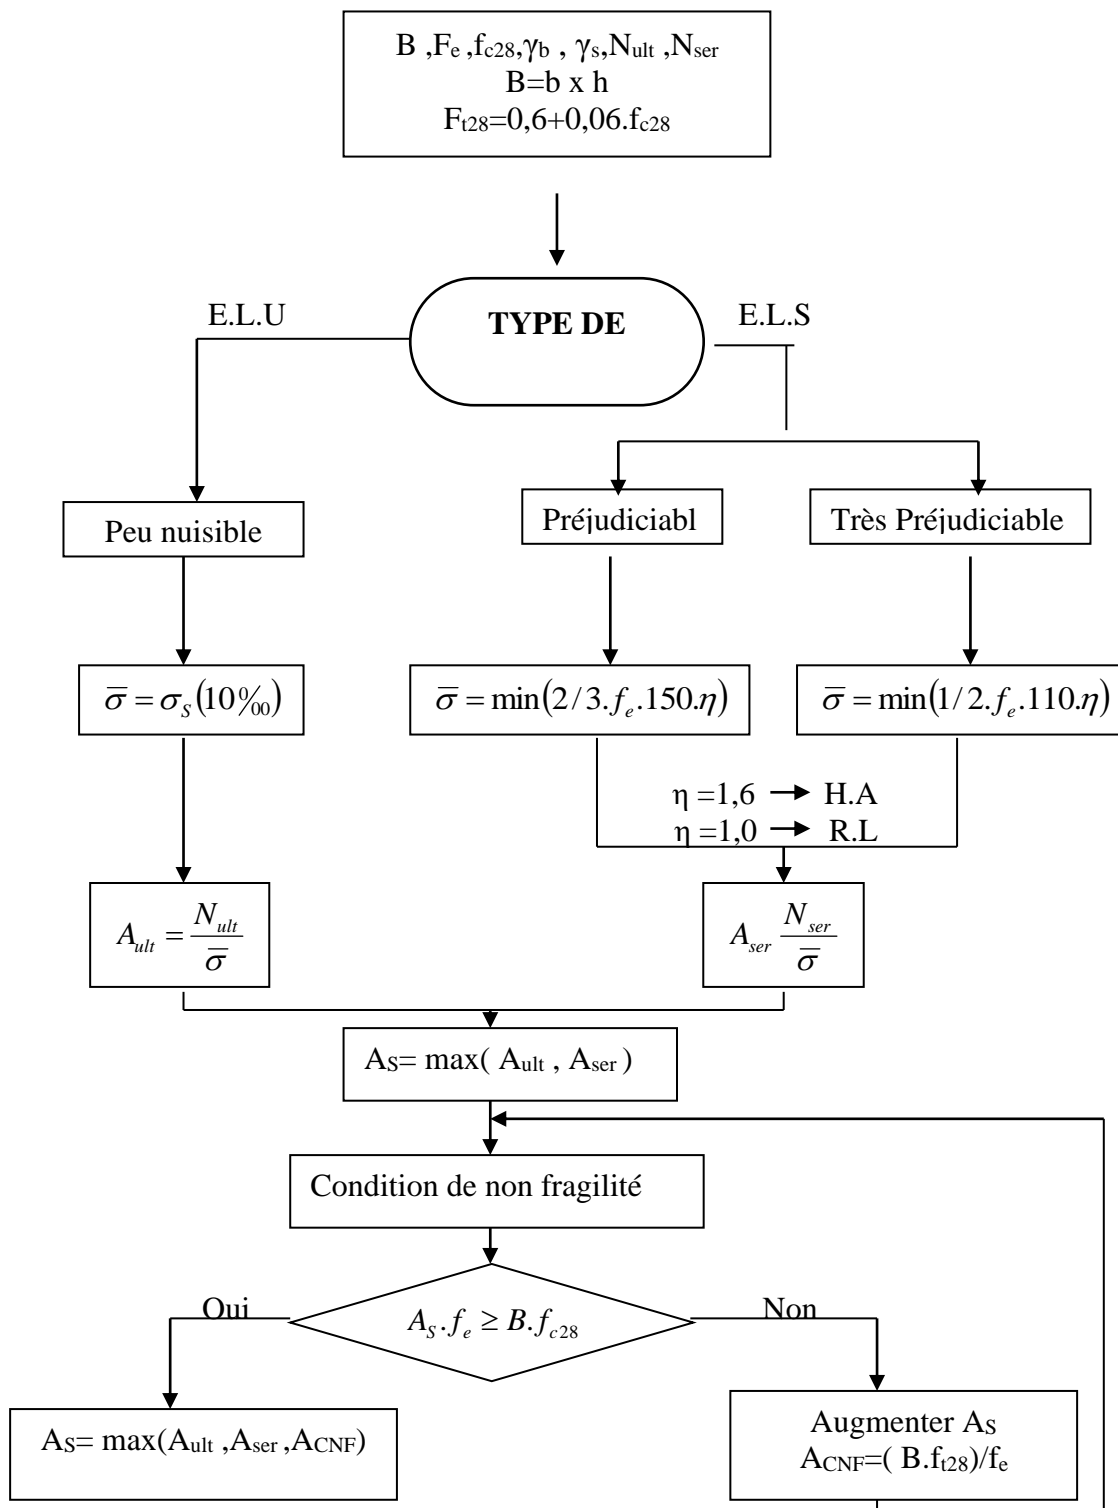 B ,Fe ,fc28,γb , γs,Nult ,Nser
B=b x h
Ft28=0,6+0,06.fc28
E.L.U
TYPE DE
E.L.S
Peu nuisible
Préjudiciabl
Très Préjudiciable
σ̅ = σS(10‰)
σ̅ = min(2/3.fe.150.η)
σ̅ = min(1/2.fe.110.η)
η =1,6 → H.A
η =1,0 → R.L
Ault = Nult / σ̅
Aser Nser / σ̅
AS= max( Ault , Aser )
Condition de non fragilité
Oui
AS.fe ≥ B.fc28
Non
AS= max(Ault ,Aser ,ACNF)
Augmenter AS
ACNF=( B.ft28)/fe